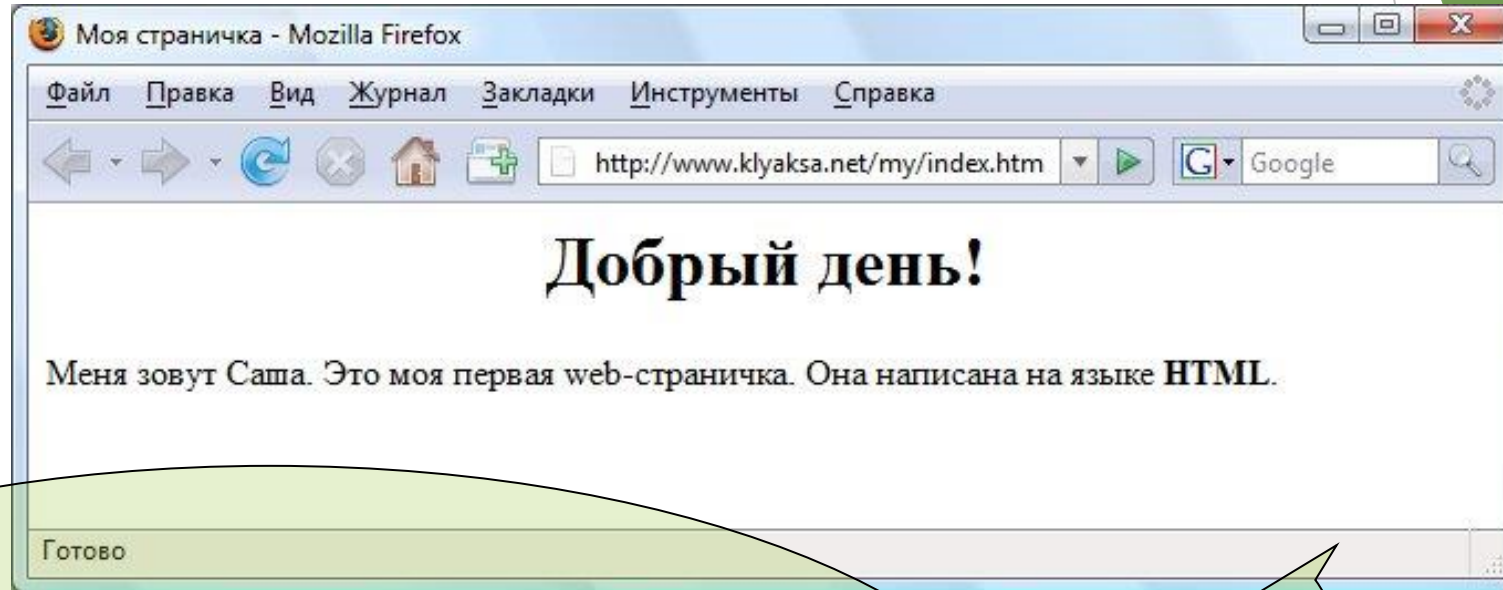 Моя страничка - Mozilla Firefox
Файл Правка Вид Журнал Закладки Инструменты Справка
http://www.klyaksa.net/my/index.htm G Google
Добрый день!
Меня зовут Саша. Это моя первая web-страничка. Она написана на языке HTML.
Готово